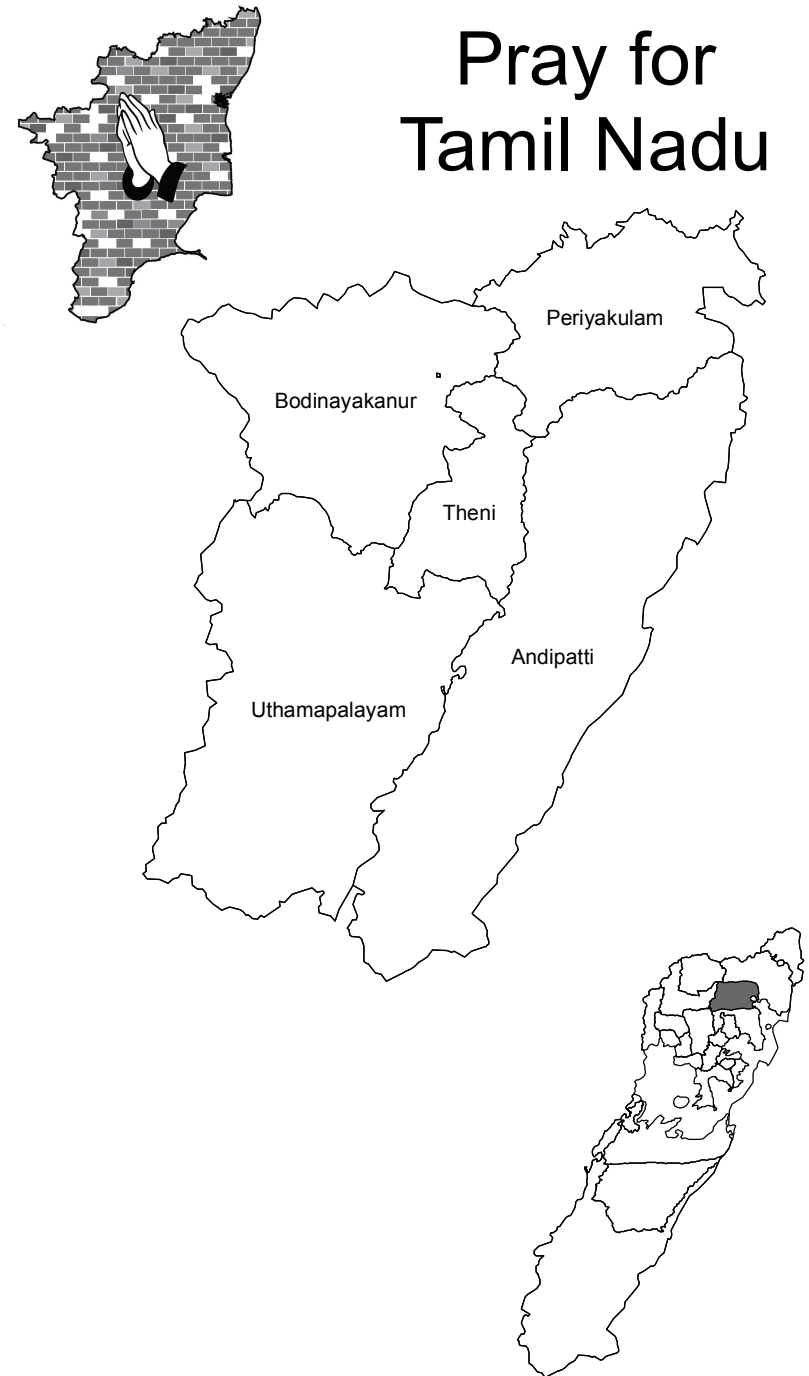 Pray for
Tamil Nadu
Periyakulam
Bodinayakanur
Theni
Andipatti
Uthamapalayam